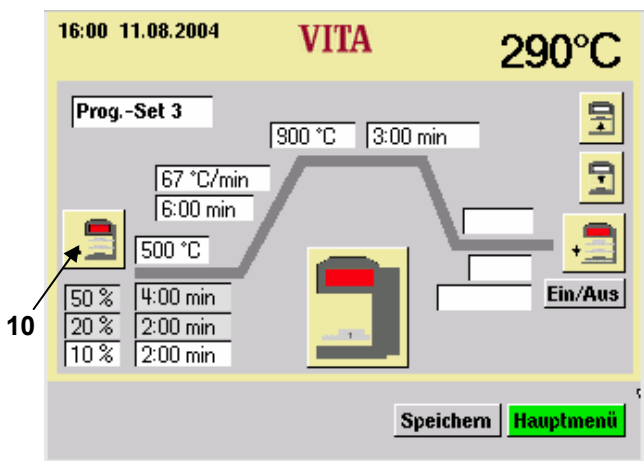 16:00 11.08.2004 VITA 290°C
Prog.-Set 3
900 °C 3:00 min
67 °C/min
6:00 min
500 °C
50 % 4:00 min
20 % 2:00 min
10 % 2:00 min
1
Ein/Aus
10
Speichern Hauptmenü